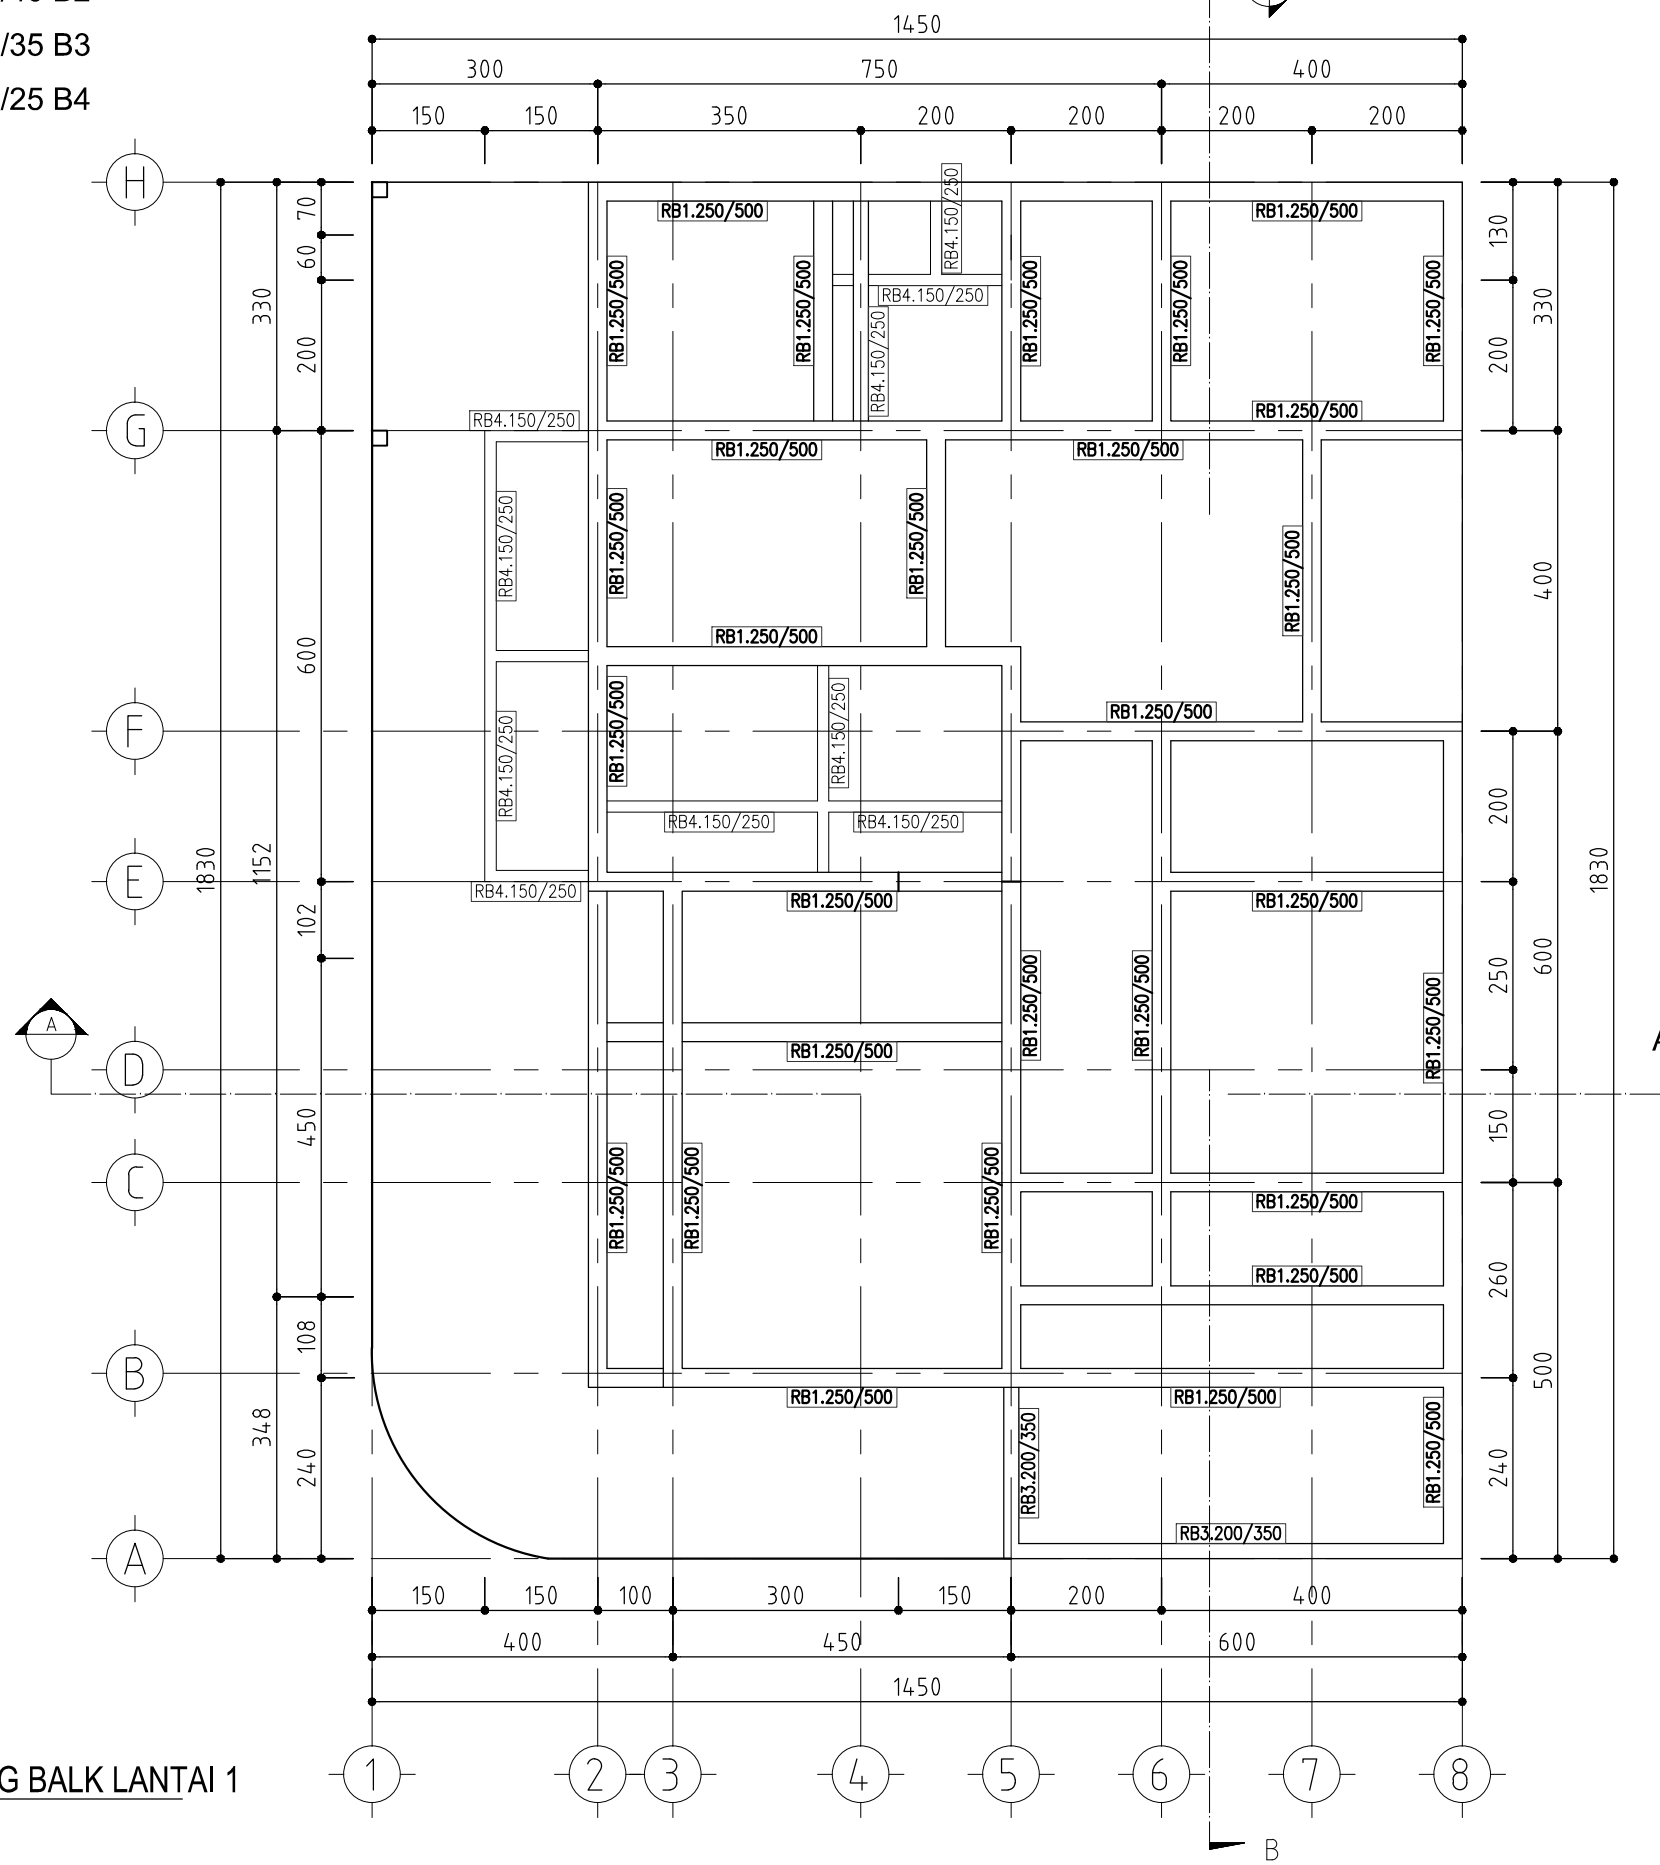 /35 B3
/25 B4
1450
300 750 400
150 150 350 200 200 200 200
H
G
F
E
D
C
B
A
70
60
200
600
102
450
108
240
330
1152
348
1830
130
200
200
250
150
260
240
330
400
600
500
1830
RB1.250/500 RB4.150/250 RB1.250/500
RB1.250/500 RB1.250/500 RB4.150/250 RB4.150/250 RB1.250/500 RB1.250/500 RB1.250/500
RB4.150/250 RB1.250/500
RB1.250/500 RB1.250/500
RB4.150/250 RB1.250/500 RB1.250/500 RB1.250/500
RB1.250/500
RB4.150/250 RB1.250/500 RB4.150/250 RB1.250/500
RB4.150/250 RB4.150/250
RB4.150/250 RB1.250/500 RB1.250/500
RB1.250/500 RB1.250/500 RB1.250/500
RB1.250/500
RB1.250/500 RB1.250/500 RB1.250/500 RB1.250/500
RB1.250/500
RB1.250/500 RB1.250/500
RB3.200/350 RB1.250/500
RB3.200/350
A
150 150 100 300 150 200 400
400 450 600
1450
1 2 3 4 5 6 7 8
G BALK LANTAI 1
B